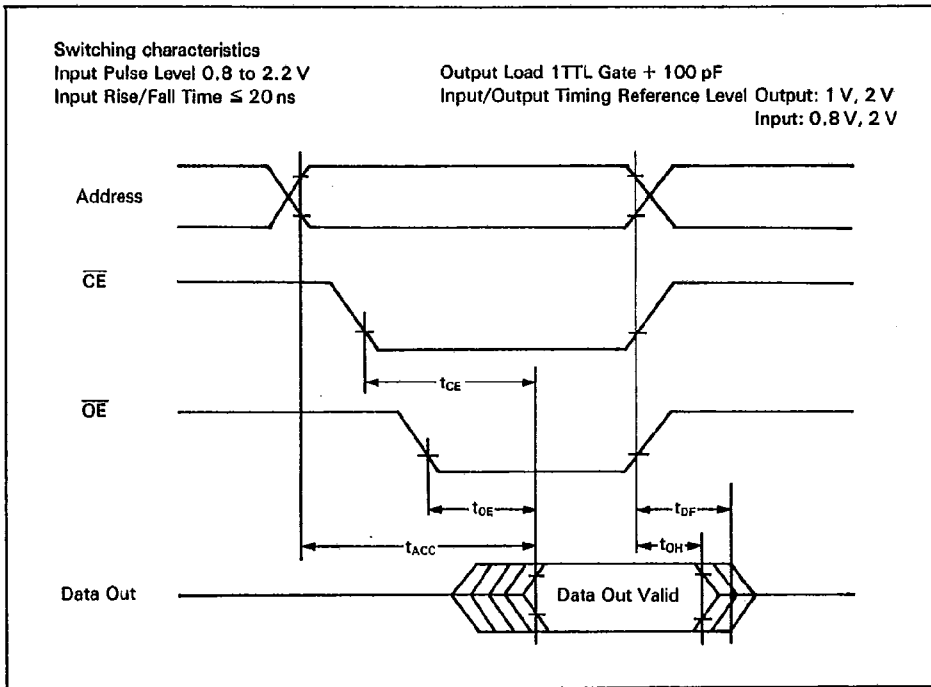 Switching characteristics
Input Pulse Level 0.8 to 2.2 V
Input Rise/Fall Time ≦ 20 ns
Output Load 1TTL Gate + 100 pF
Input/Output Timing Reference Level Output: 1 V, 2 V
Input: 0.8 V, 2 V
Address
CE
tCE
OE
tOE
tDF
tACC
tOH
Data Out
Data Out Valid